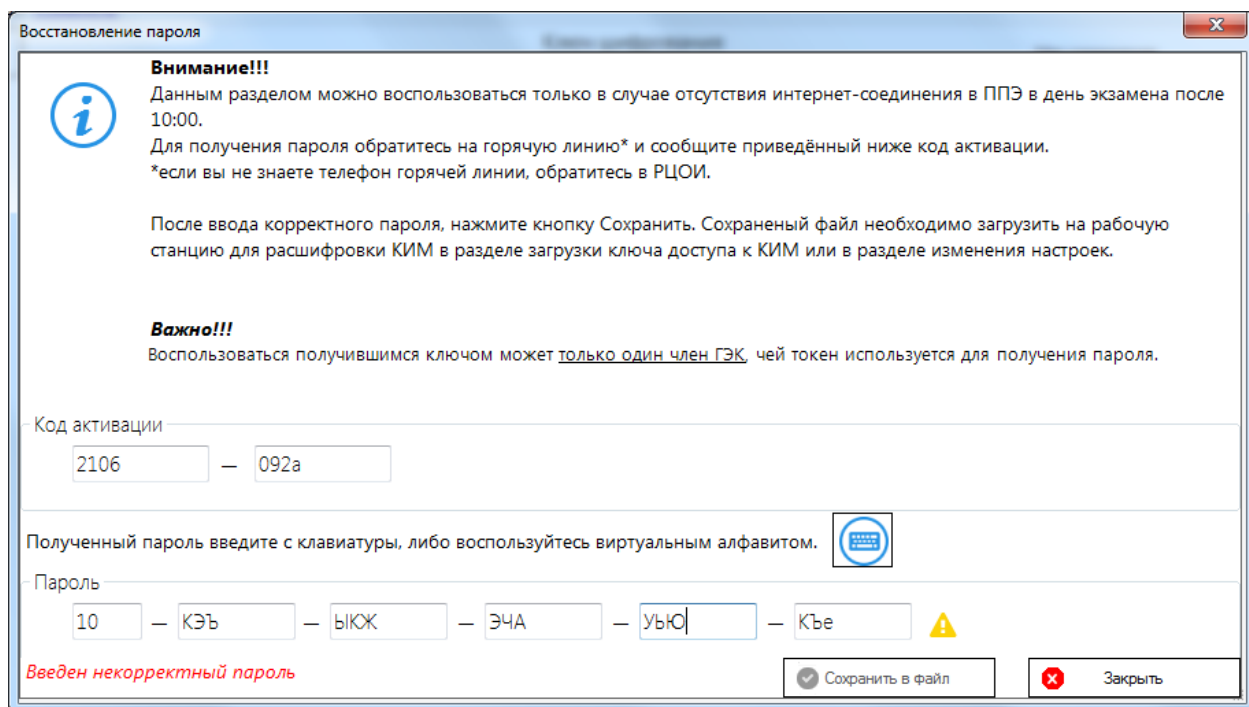 Восстановление пароля
Внимание!!!
Данным разделом можно воспользоваться только в случае отсутствия интернет-соединения в ППЭ в день экзамена после
10:00.
Для получения пароля обратитесь на горячую линию* и сообщите приведённый ниже код активации.
*если вы не знаете телефон горячей линии, обратитесь в РЦОИ.
После ввода корректного пароля, нажмите кнопку Сохранить. Сохраненый файл необходимо загрузить на рабочую
станцию для расшифровки КИМ в разделе загрузки ключа доступа к КИМ или в разделе изменения настроек.
Важно!!!
Воспользоваться получившимся ключом может только один член ГЭК, чей токен используется для получения пароля.
Код активации
2106 — 092a
Полученный пароль введите с клавиатуры, либо воспользуйтесь виртуальным алфавитом.
Пароль
10 — КЭЪ — ЫКЖ — ЭЧА — УЬЮ — КЪе
Введен некорректный пароль
Сохранить в файл
Закрыть